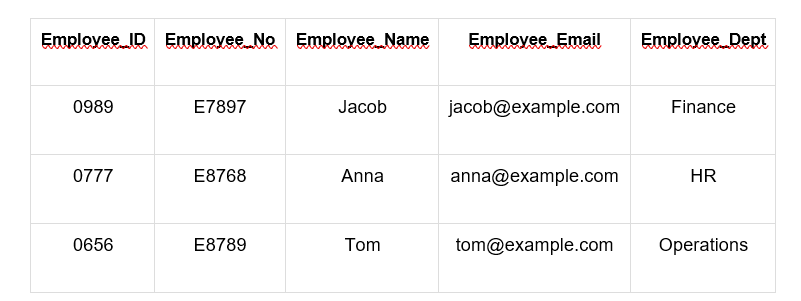 Employee_ID Employee_No Employee_Name Employee_Email Employee_Dept
0989 E7897 Jacob jacob@example.com Finance
0777 E8768 Anna anna@example.com HR
0656 E8789 Tom tom@example.com Operations